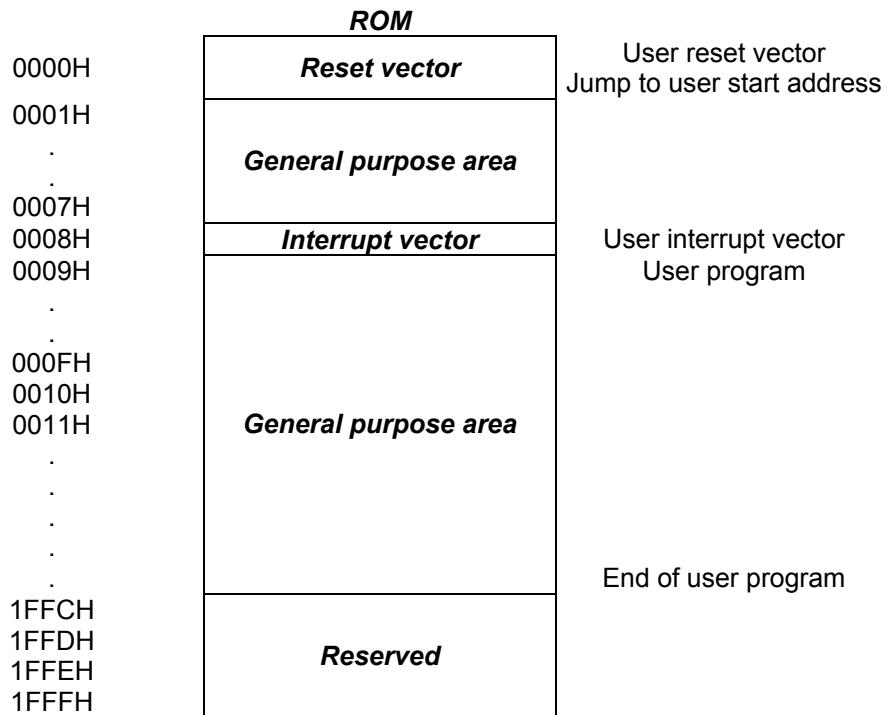 ROM
0000H Reset vector User reset vector
Jump to user start address
0001H
.
General purpose area
.
0007H
0008H Interrupt vector User interrupt vector
0009H User program
.
.
000FH
0010H
0011H General purpose area
.
.
.
.
. End of user program
1FFCH
1FFDH
Reserved
1FFEH
1FFFH